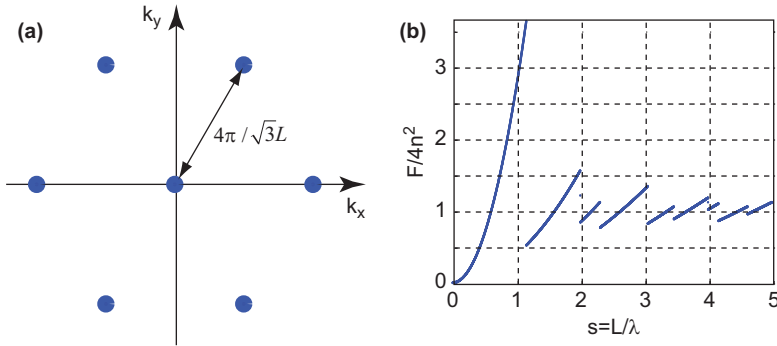 (a)
k_y
4π / √3L
k_x
(b)
F/4n²
3
2
1
0
0 1 2 3 4 5
s=L/λ